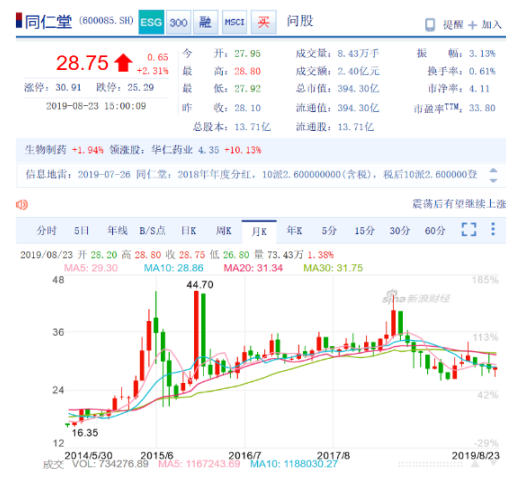 同仁堂 (600085.SH) ESG 300 融 MSCI 买 问股 提醒 + 加入
28.75 0.65 +2.31%
今 开: 27.95 成交量: 8.43万手 振 幅: 3.13%
最 高: 28.80 成交额: 2.40亿元 换手率: 0.61%
涨停: 30.91 跌停: 25.29 最 低: 27.92 总市值: 394.30亿 市净率: 4.11
2019-08-23 15:00:09 昨 收: 28.10 流通值: 394.30亿 市盈率TTM: 33.80
总股本: 13.71亿 流通股: 13.71亿
生物制药 +1.94% 领涨股: 华仁药业 4.35 +10.13%
信息地雷: 2019-07-26 同仁堂: 2018年年度分红, 10派2.600000000(含税), 税后10派2.600000登
震荡后有望继续上涨
分时 5日 年线 B/S点 日K 周K 月K 年K 5分 15分 30分 60分
2019/08/23 开 28.20 高 28.80 收 28.75 低 26.80 量 73.43万 1.38%
MA5: 29.30 MA10: 28.86 MA20: 31.34 MA30: 31.75
48 44.70 165%
sina 新浪财经
36 113%
24 42%
16.35
12 -29%
2014/5/30 2015/6 2016/7 2017/8 2019/8/23
成交 VOL: 734276.89 MA5: 1167243.69 MA10: 1188030.27